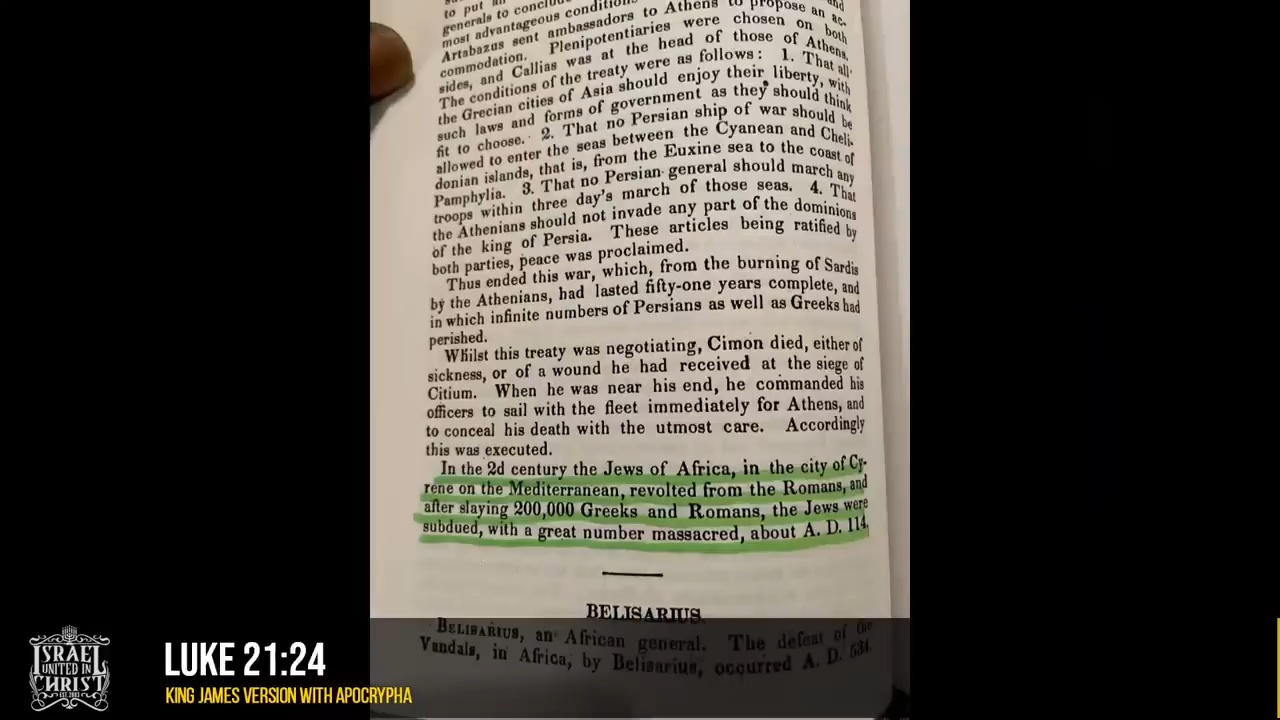 to put an
generals to conclude
most advantageous conditions
Artabazus sent ambassadors to Athens to propose an ac-
commodation. Plenipotentiaries were chosen on both
sides, and Callias was at the head of those of Athens.
The conditions of the treaty were as follows: 1. That all
the Grecian cities of Asia should enjoy their liberty, with
such laws and forms of government as they should think
fit to choose. 2. That no Persian ship of war should be
allowed to enter the seas between the Cyanean and Cheli-
donian islands, that is, from the Euxine sea to the coast of
Pamphylia. 3. That no Persian general should march any
troops within three day's march of those seas. 4. That
the Athenians should not invade any part of the dominions
of the king of Persia. These articles being ratified by
both parties, peace was proclaimed.
Thus ended this war, which, from the burning of Sardis
by the Athenians, had lasted fifty-one years complete, and
in which infinite numbers of Persians as well as Greeks had
perished.
Whilst this treaty was negotiating, Cimon died, either of
sickness, or of a wound he had received at the siege of
Citium. When he was near his end, he commanded his
officers to sail with the fleet immediately for Athens, and
to conceal his death with the utmost care. Accordingly
this was executed.
In the 2d century the Jews of Africa, in the city of Cy-
rene on the Mediterranean, revolted from the Romans, and
after slaying 200,000 Greeks and Romans, the Jews were
subdued, with a great number massacred, about A. D. 114.
BELISARIUS.
BELISARIUS, an African general. The defeat of the
Vandals, in Africa, by Belisarius, occurred A. D. 534.
ISRAEL
UNITED IN
CHRIST
EST. 2003
LUKE 21:24
KING JAMES VERSION WITH APOCRYPHA